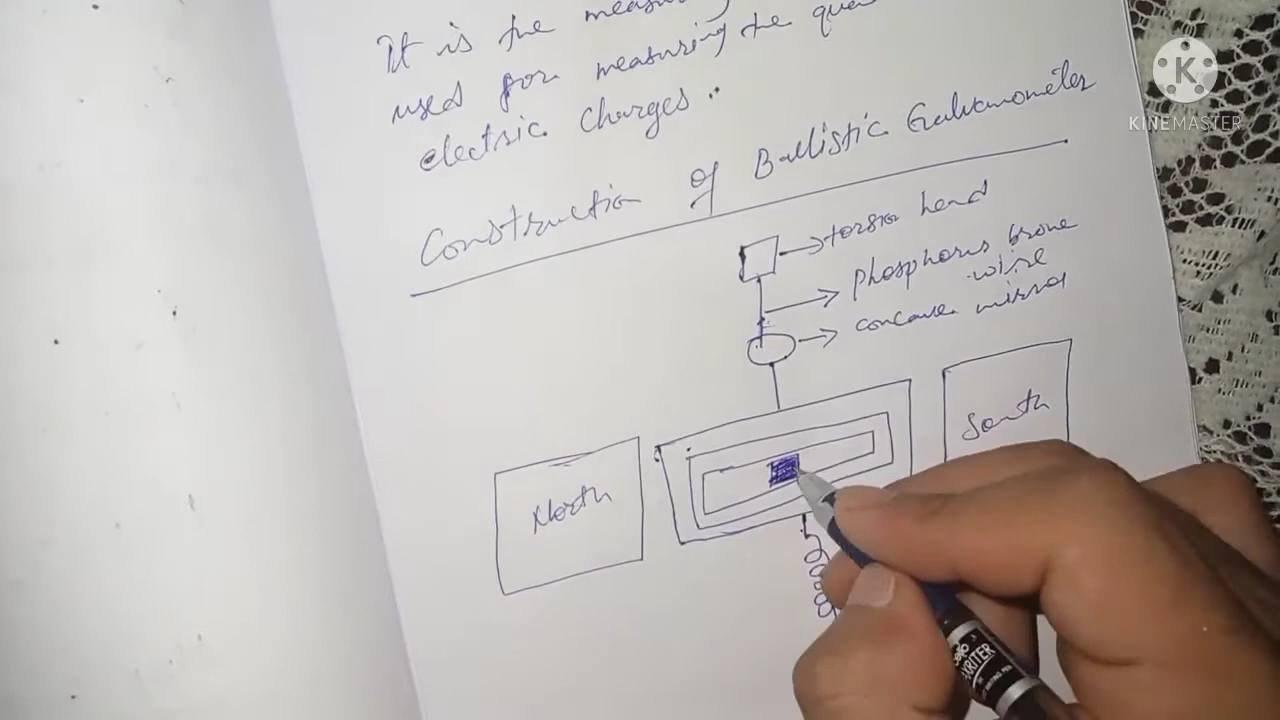 It is the
used for measuring the
electric charges.
Construction of Ballistic Galvanometer
torsion head
phosphorus bronze
wire
concave mirror
North
South
K
KINEMASTER